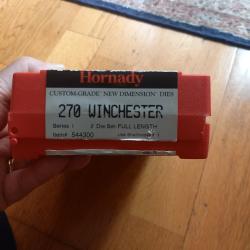 Hornady
CUSTOM-GRADE NEW DIMENSION DIES
270 WINCHESTER
Series I 2 Die Set FULL LENGTH
Item# 544300